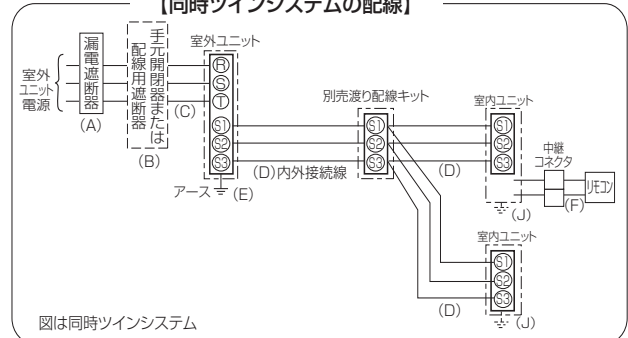 【同時ツインシステムの配線】
室外
ユニット
電源
漏電遮断器
(A)
手元開閉器または
配線用遮断器
(B)
(C)
室外ユニット
R
S
T
S1
S2
S3
アース
(E)
(D)内外接続線
別売渡り配線キット
S1
S2
S3
(D)
室内ユニット
S1
S2
S3
(J)
中継
コネクタ
(F)
リモコン
室内ユニット
S1
S2
S3
(D)
(J)
図は同時ツインシステム